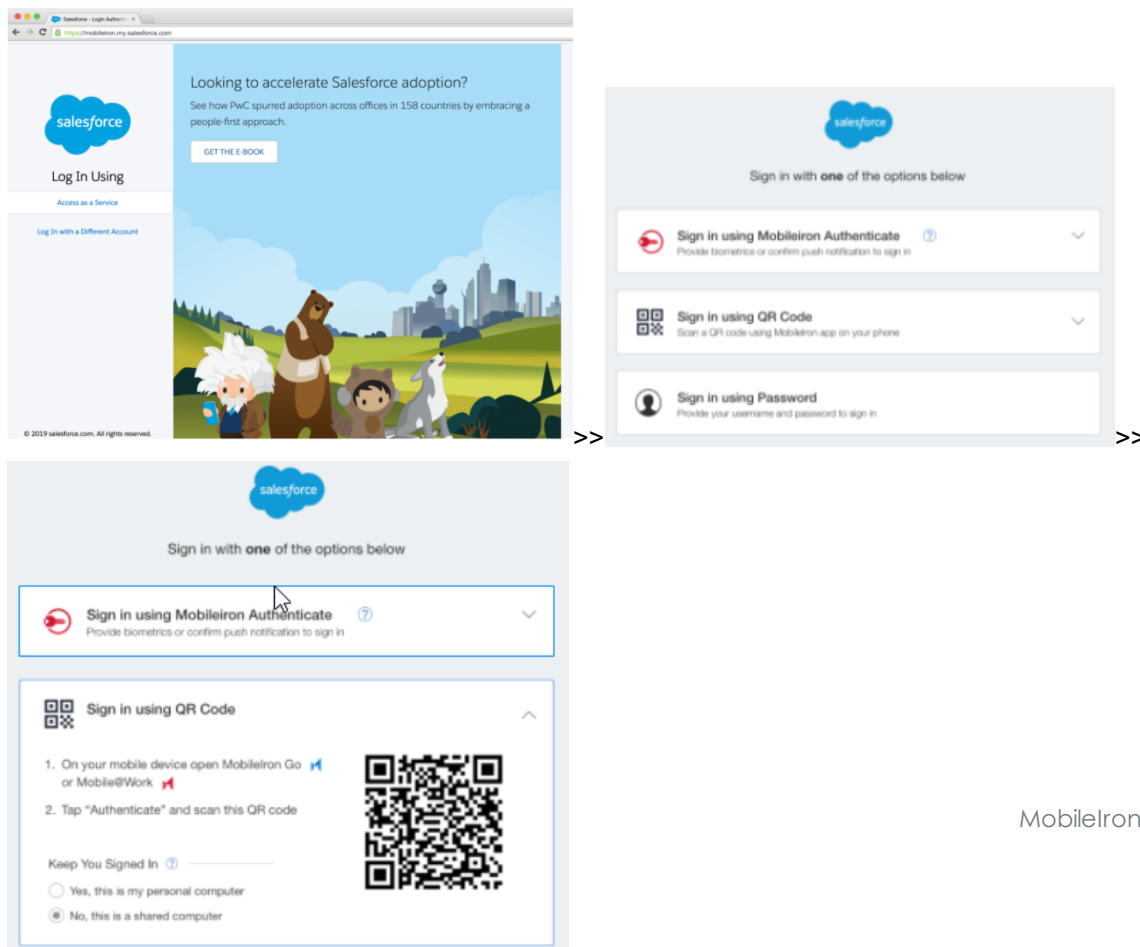 Salesforce - Login Authentic
https://mobileiron.my.salesforce.com
salesforce
Log In Using
Access as a Service
Log In with a Different Account
© 2019 salesforce.com. All rights reserved.
Looking to accelerate Salesforce adoption?
See how PwC spurred adoption across offices in 158 countries by embracing a
people-first approach.
GET THE E-BOOK
>>
salesforce
Sign in with one of the options below
Sign in using Mobileiron Authenticate ?
Provide biometrics or confirm push notification to sign in
Sign in using QR Code
Scan a QR code using MobileIron app on your phone
Sign in using Password
Provide your username and password to sign in
>>
salesforce
Sign in with one of the options below
Sign in using Mobileiron Authenticate ?
Provide biometrics or confirm push notification to sign in
Sign in using QR Code
1. On your mobile device open MobileIron Go
or Mobile@Work
2. Tap "Authenticate" and scan this QR code
Keep You Signed In ?
Yes, this is my personal computer
No, this is a shared computer
MobileIron